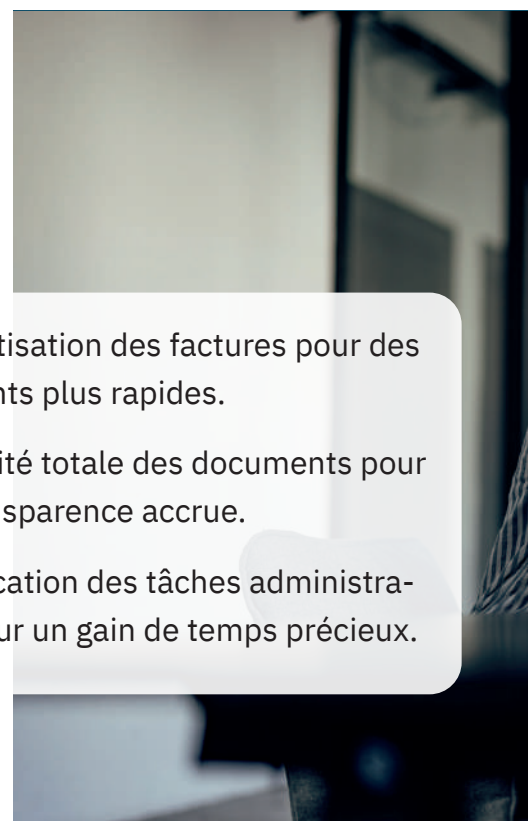 tisation des factures pour des
nts plus rapides.
ité totale des documents pour
sparence accrue.
cation des tâches administra-
ur un gain de temps précieux.